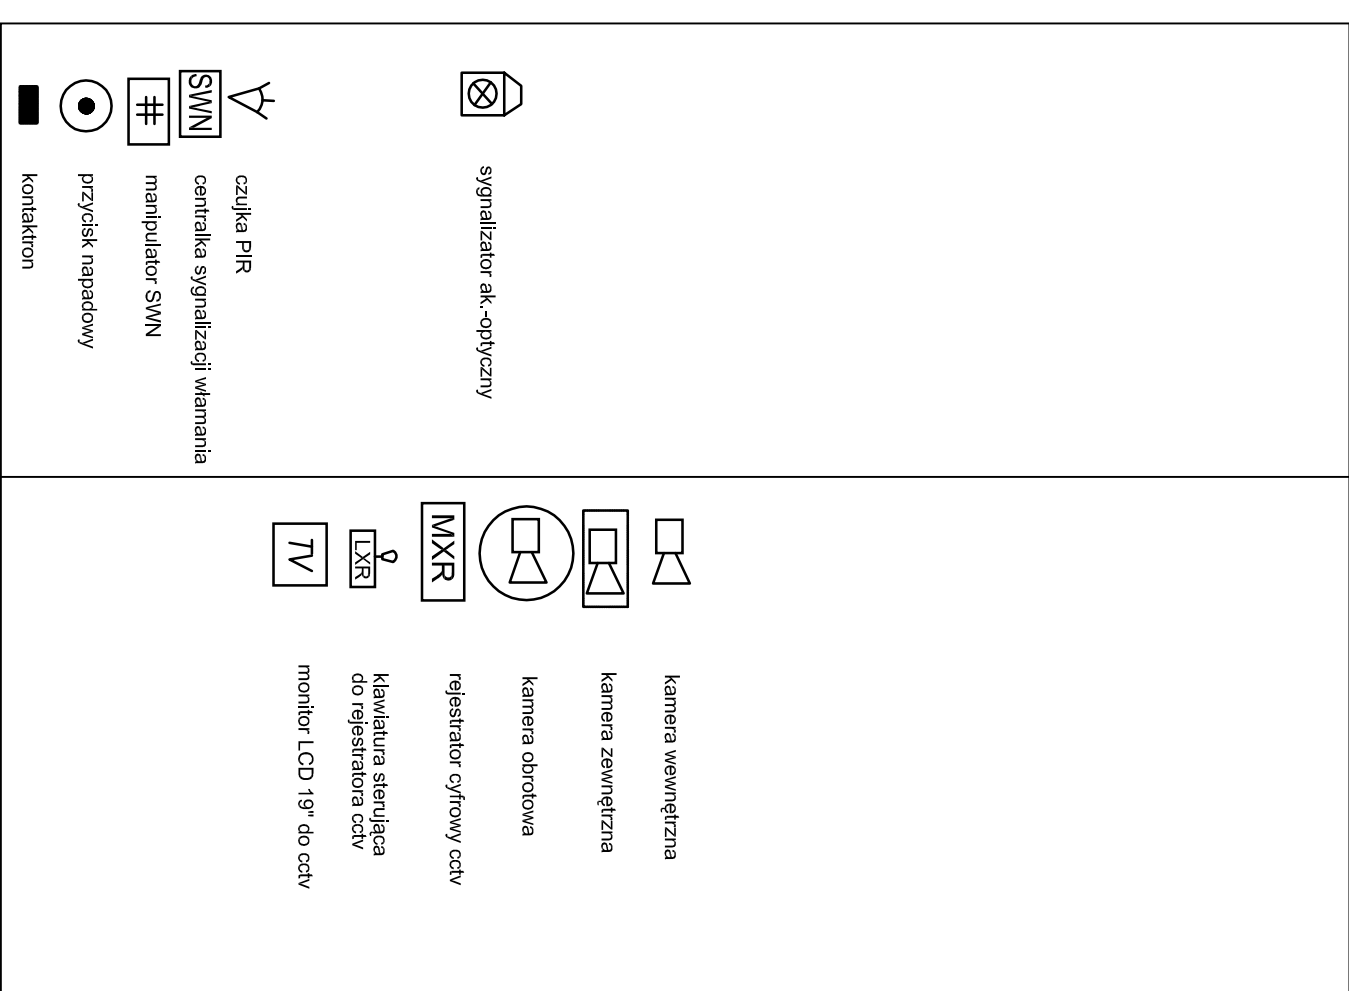 sygnalizator ak.-optyczny
czujka PIR
SWN
centralka sygnalizacji włamania
#
manipulator SWN
przycisk napadowy
kontaktron
kamera wewnętrzna
kamera zewnętrzna
kamera obrotowa
MXR
rejestrator cyfrowy cctv
LXR
klawiatura sterująca
do rejestratora cctv
TV
monitor LCD 19" do cctv